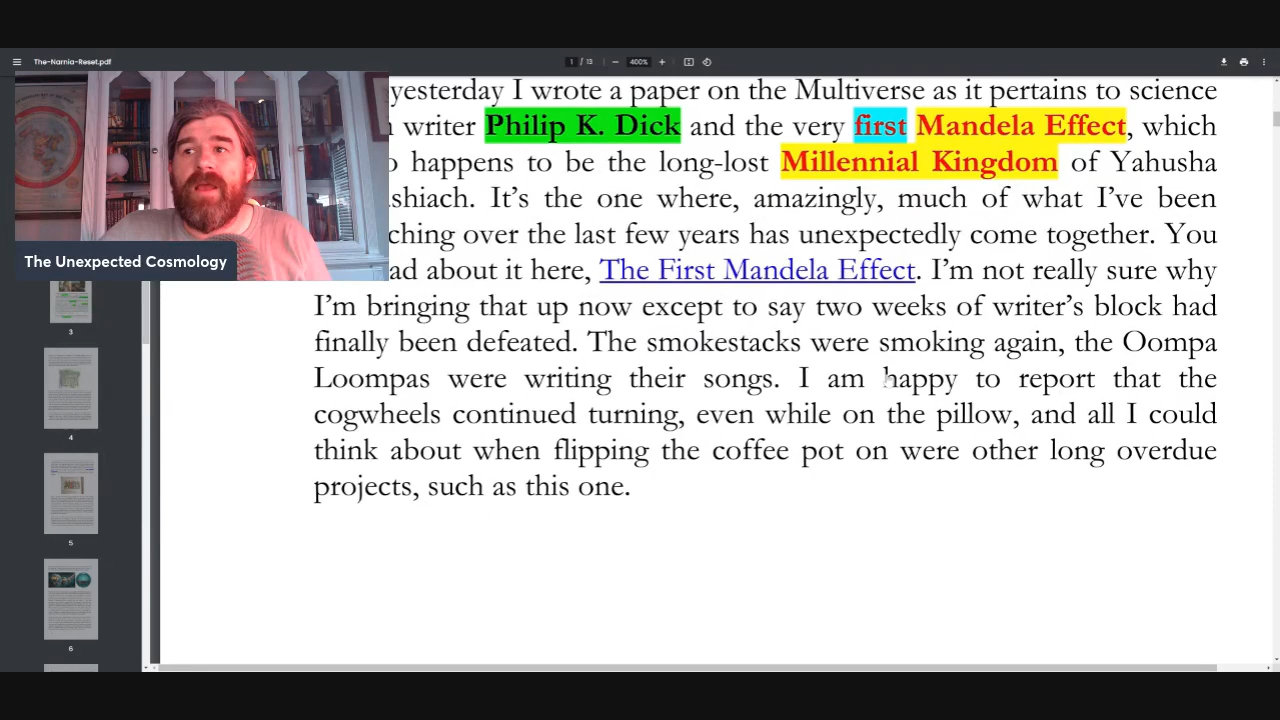 The-Narnia-Reset.pdf
1 / 13
400%
yesterday I wrote a paper on the Multiverse as it pertains to science
writer Philip K. Dick and the very first Mandela Effect, which
happens to be the long-lost Millennial Kingdom of Yahusha
shiach. It's the one where, amazingly, much of what I've been
ching over the last few years has unexpectedly come together. You
ad about it here, The First Mandela Effect. I'm not really sure why
I'm bringing that up now except to say two weeks of writer's block had
finally been defeated. The smokestacks were smoking again, the Oompa
Loompas were writing their songs. I am happy to report that the
cogwheels continued turning, even while on the pillow, and all I could
think about when flipping the coffee pot on were other long overdue
projects, such as this one.
The Unexpected Cosmology
3
4
5
6